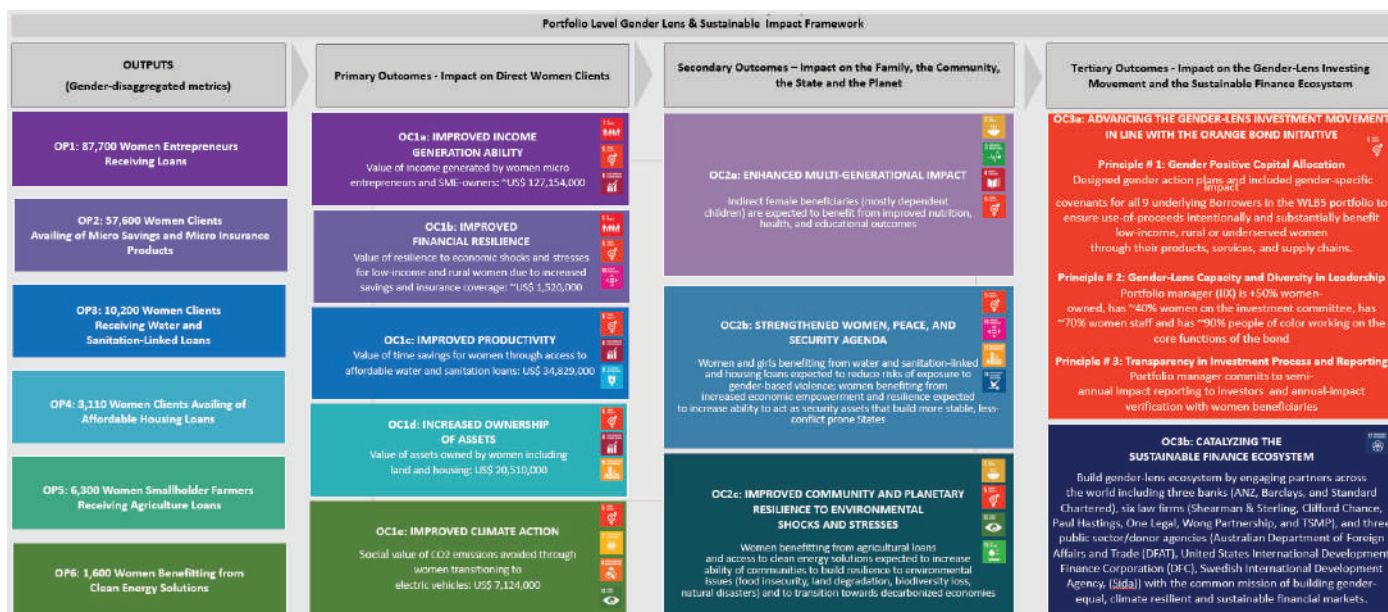 Portfolio Level Gender Lens & Sustainable Impact Framework
OUTPUTS
(Gender-disaggregated metrics)
OP1: 87,700 Women Entrepreneurs
Receiving Loans
OP2: 57,600 Women Clients
Availing of Micro Savings and Micro Insurance
Products
OP3: 10,200 Women Clients
Receiving Water and
Sanitation-Linked Loans
OP4: 3,110 Women Clients Availing of
Affordable Housing Loans
OP5: 6,300 Women Smallholder Farmers
Receiving Agriculture Loans
OP6: 1,600 Women Benefitting from
Clean Energy Solutions
Primary Outcomes - Impact on Direct Women Clients
OC1a: IMPROVED INCOME
GENERATION ABILITY
Value of income generated by women micro
entrepreneurs and SME-owners: ~US$ 127,154,000
OC1b: IMPROVED
FINANCIAL RESILIENCE
Value of resilience to economic shocks and stresses
for low-income and rural women due to increased
savings and insurance coverage: ~US$ 1,520,000
OC1c: IMPROVED PRODUCTIVITY
Value of time savings for women through access to
affordable water and sanitation loans: US$ 34,829,000
OC1d: INCREASED OWNERSHIP
OF ASSETS
Value of assets owned by women including
land and housing: US$ 20,510,000
OC1e: IMPROVED CLIMATE ACTION
Social value of CO2 emissions avoided through
women transitioning to
electric vehicles: US$ 7,124,000
Secondary Outcomes – Impact on the Family, the Community,
the State and the Planet
OC2a: ENHANCED MULTI-GENERATIONAL IMPACT
Indirect female beneficiaries (mostly dependent
children) are expected to benefit from improved nutrition,
health, and educational outcomes
OC2b: STRENGTHENED WOMEN, PEACE, AND
SECURITY AGENDA
Women and girls benefiting from water and sanitation-linked
and housing loans expected to reduce risks of exposure to
gender-based violence; women benefiting from
increased economic empowerment and resilience expected
to increase ability to act as security assets that build more stable, less-
conflict prone States
OC2c: IMPROVED COMMUNITY AND PLANETARY
RESILIENCE TO ENVIRONMENTAL
SHOCKS AND STRESSES
Women benefitting from agricultural loans
and access to clean energy solutions expected to increase
ability of communities to build resilience to environmental
issues (food insecurity, land degradation, biodiversity loss,
natural disasters) and to transition towards decarbonized economies
Tertiary Outcomes - Impact on the Gender-Lens Investing
Movement and the Sustainable Finance Ecosystem
OC3a: ADVANCING THE GENDER-LENS INVESTMENT MOVEMENT
IN LINE WITH THE ORANGE BOND INITAITIVE
Principle # 1: Gender Positive Capital Allocation
Designed gender action plans and included gender-specific
impact
covenants for all 9 underlying Borrowers in the WLB5 portfolio to
ensure use-of-proceeds intentionally and substantially benefit
low-income, rural or underserved women
through their products, services, and supply chains.
Principle # 2: Gender-Lens Capacity and Diversity in Leadership
Portfolio manager (IIX) is +50% women-
owned, has ~40% women on the investment committee, has
~70% women staff and has ~90% people of color working on the
core functions of the bond
Principle # 3: Transparency in Investment Process and Reporting
Portfolio manager commits to semi-
annual impact reporting to investors and annual-impact
verification with women beneficiaries
OC3b: CATALYZING THE
SUSTAINABLE FINANCE ECOSYSTEM
Build gender-lens ecosystem by engaging partners across
the world including three banks (ANZ, Barclays, and Standard
Chartered), six law firms (Shearman & Sterling, Clifford Chance,
Paul Hastings, One Legal, Wong Partnership, and TSMP), and three
public sector/donor agencies (Australian Department of Foreign
Affairs and Trade (DFAT), United States International Development
Finance Corporation (DFC), Swedish International Development
Agency, (Sida)) with the common mission of building gender-
equal, climate resilient and sustainable financial markets.